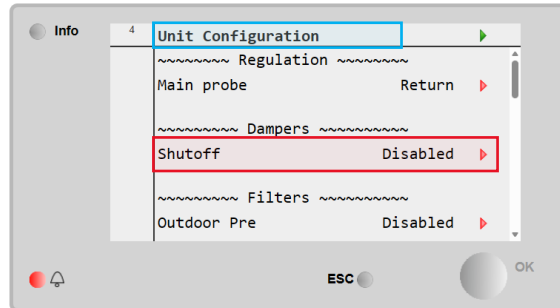 Info
4 Unit Configuration
~~~~~~~~ Regulation ~~~~~~~~
Main probe Return
~~~~~~~~~ Dampers ~~~~~~~~~~
Shutoff Disabled
~~~~~~~~~ Filters ~~~~~~~~~~
Outdoor Pre Disabled
ESC
OK